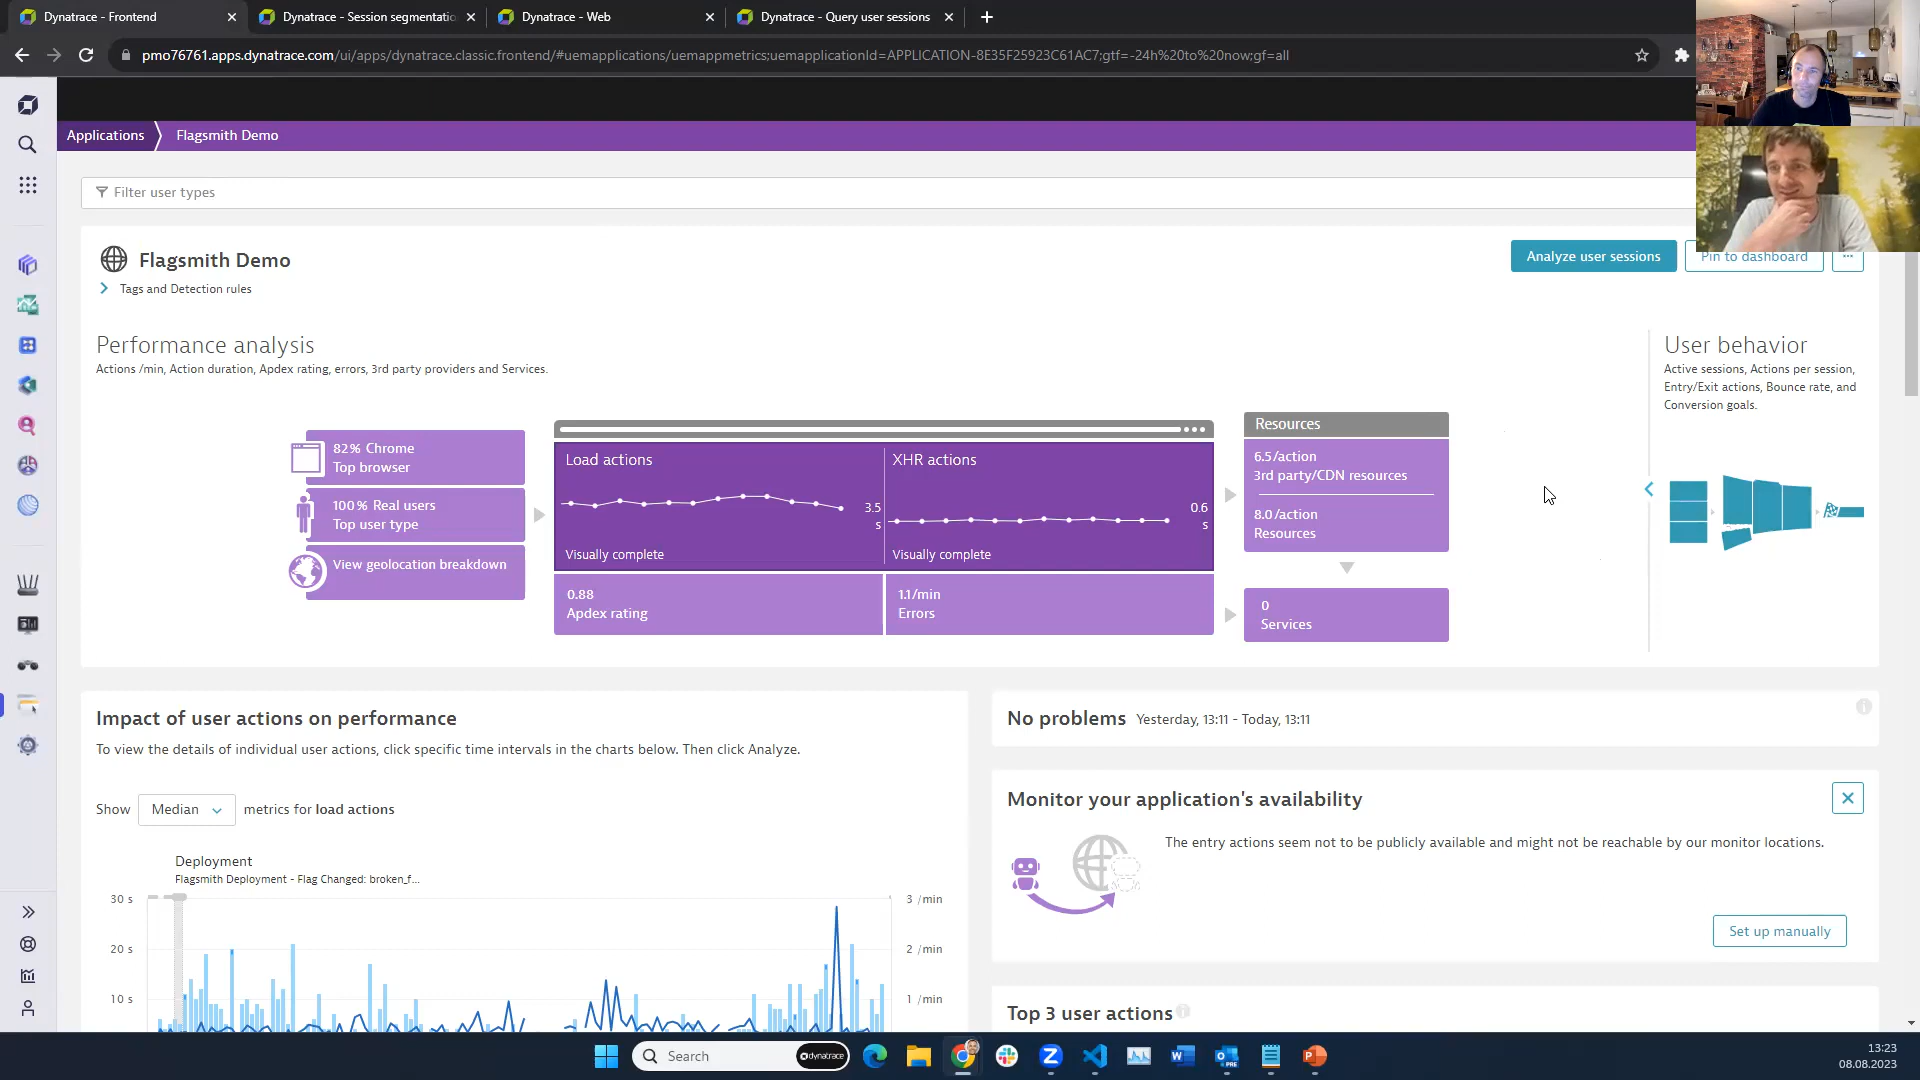 Dynatrace - Frontend
Dynatrace - Session segmentatio
Dynatrace - Web
Dynatrace - Query user sessions
pmo76761.apps.dynatrace.com/ui/apps/dynatrace.classic.frontend/#uemapplications/uemappmetrics;uemapplicationId=APPLICATION-8E35F25923C61AC7;gtf=-24h%20to%20now;gf=all
Applications
Flagsmith Demo
Filter user types
Flagsmith Demo
Analyze user sessions
Pin to dashboard
...
Tags and Detection rules
Performance analysis
Actions /min, Action duration, Apdex rating, errors, 3rd party providers and Services.
User behavior
Active sessions, Actions per session,
Entry/Exit actions, Bounce rate, and
Conversion goals.
82% Chrome
Top browser
100% Real users
Top user type
View geolocation breakdown
Load actions
3.5
s
Visually complete
XHR actions
0.6
s
Visually complete
0.88
Apdex rating
1.1/min
Errors
Resources
6.5/action
3rd party/CDN resources
8.0/action
Resources
0
Services
Impact of user actions on performance
To view the details of individual user actions, click specific time intervals in the charts below. Then click Analyze.
Show
Median
metrics for load actions
Deployment
Flagsmith Deployment - Flag Changed: broken_f...
30 s
3 /min
20 s
2 /min
10 s
1 /min
No problems Yesterday, 13:11 - Today, 13:11
Monitor your application's availability
The entry actions seem not to be publicly available and might not be reachable by our monitor locations.
Set up manually
Top 3 user actions
Search
dynatrace
13:23
08.08.2023